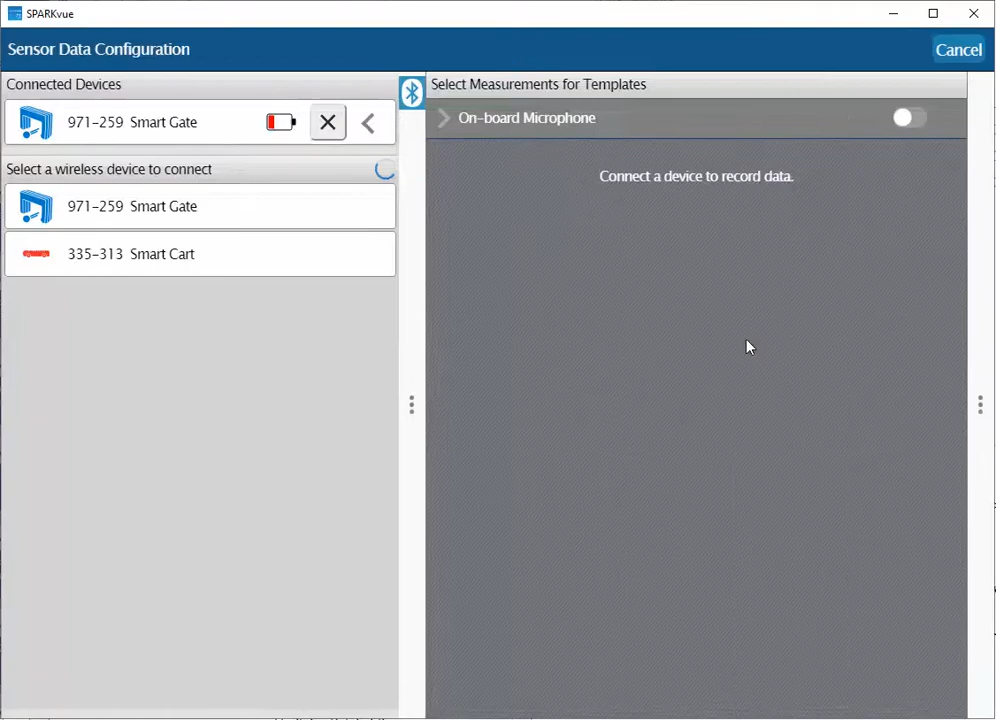 SPARKvue
Sensor Data Configuration
Cancel
Connected Devices
971-259 Smart Gate
Select a wireless device to connect
971-259 Smart Gate
335-313 Smart Cart
Select Measurements for Templates
On-board Microphone
Connect a device to record data.